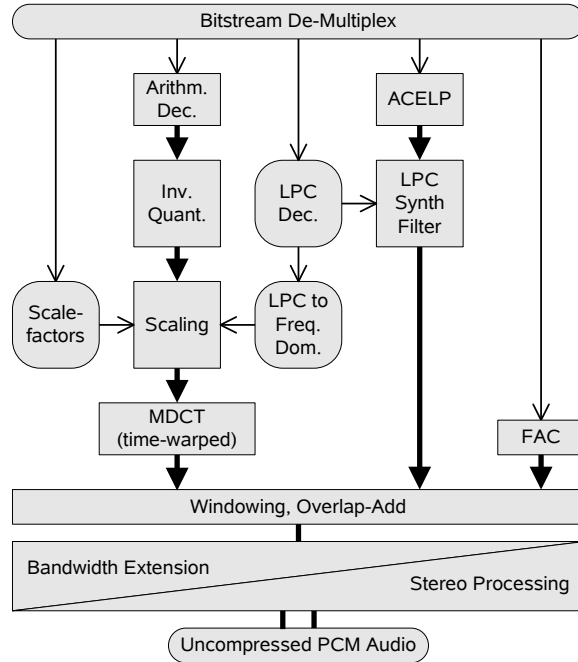 Bitstream De-Multiplex
Arithm.
Dec.
ACELP
Inv.
Quant.
LPC
Dec.
LPC
Synth
Filter
Scale-
factors
Scaling
LPC to
Freq.
Dom.
MDCT
(time-warped)
FAC
Windowing, Overlap-Add
Bandwidth Extension
Stereo Processing
Uncompressed PCM Audio